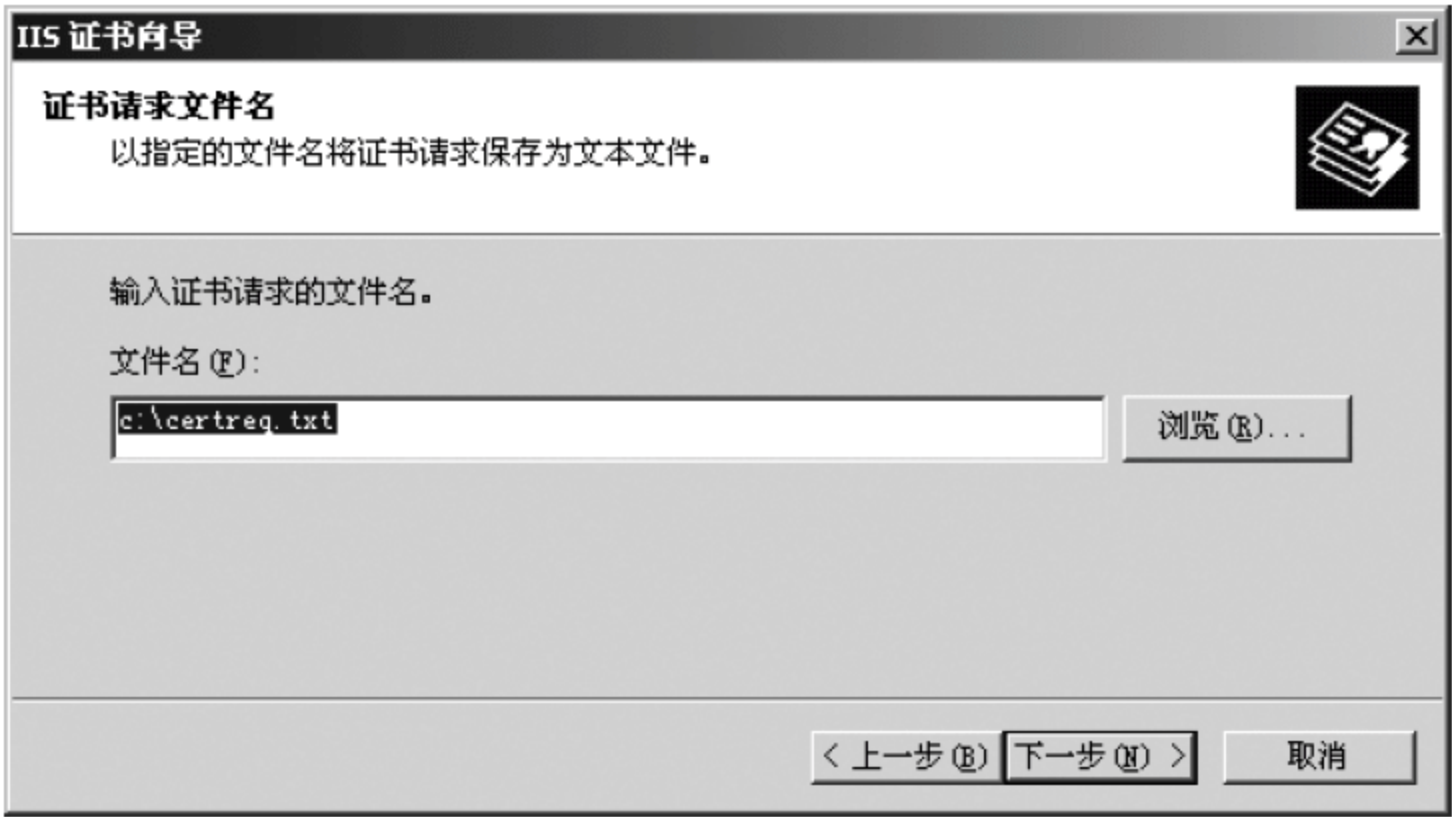 IIS 证书向导
证书请求文件名
以指定的文件名将证书请求保存为文本文件。
输入证书请求的文件名。
文件名(F):
c:\certreq.txt
浏览(R)...
< 上一步(B)
下一步(N) >
取消